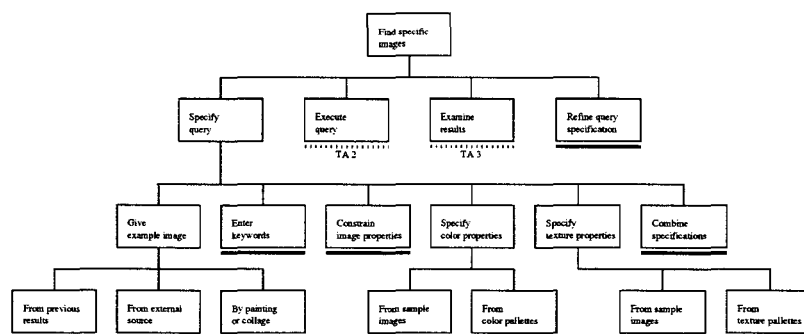 Find specific
images
Specify
query
Execute
query
Examine
results
Refine query
specification
TA 2
TA 3
Give
example image
Enter
keywords
Constrain
image properties
Specify
color properties
Specify
texture properties
Combine
specifications
From previous
results
From external
source
By painting
or collage
From sample
images
From
color pallettes
From sample
images
From
texture pallettes